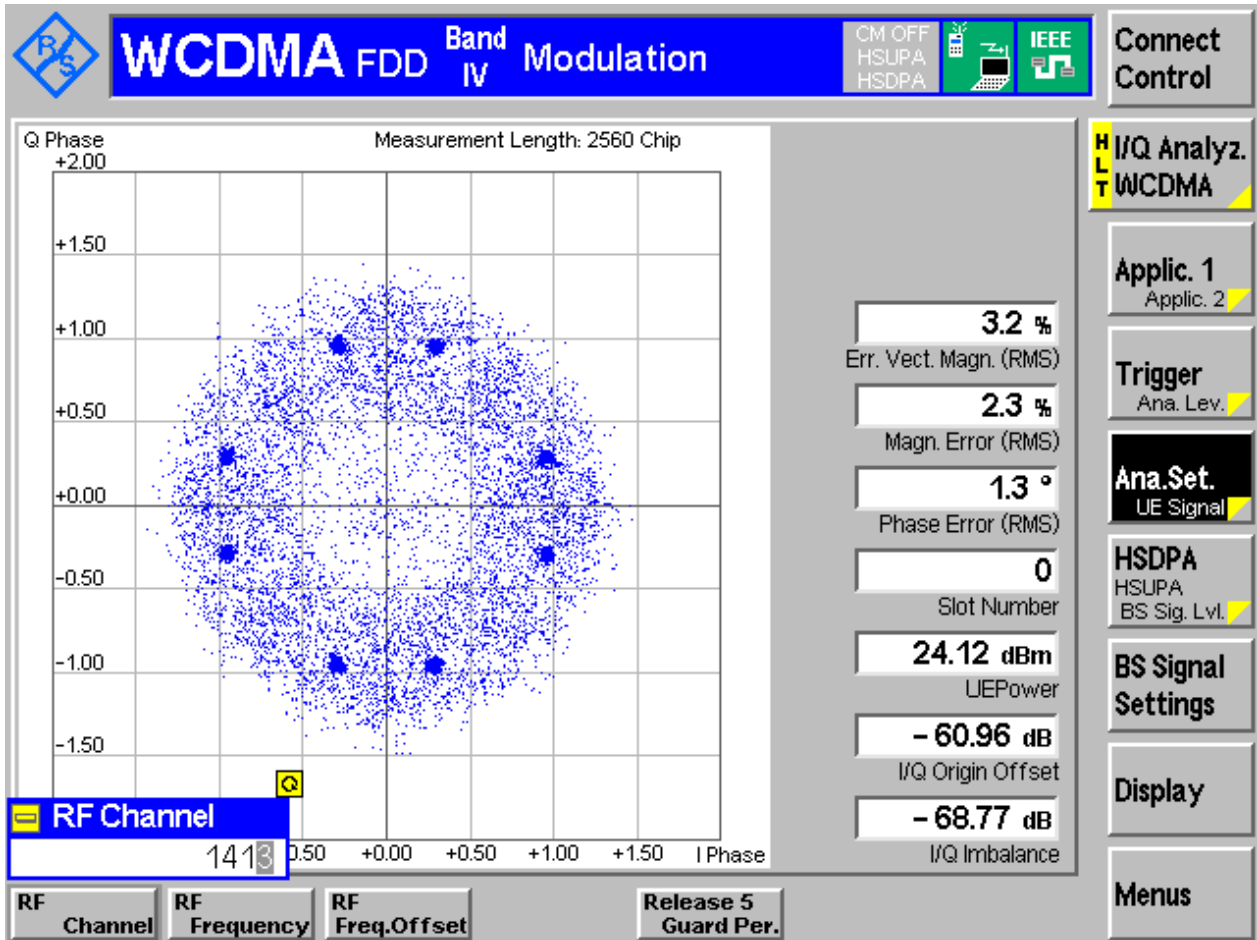 R/S
WCDMA FDD Band IV Modulation
CM OFF
HSUPA
HSDPA
IEEE
Connect
Control
Q Phase
Measurement Length: 2560 Chip
+2.00
+1.50
+1.00
+0.50
+0.00
-0.50
-1.00
-1.50
Q
RF Channel
1413
0.50 +0.00 +0.50 +1.00 +1.50 I Phase
3.2 %
Err. Vect. Magn. (RMS)
2.3 %
Magn. Error (RMS)
1.3 °
Phase Error (RMS)
0
Slot Number
24.12 dBm
UEPower
- 60.96 dB
I/Q Origin Offset
- 68.77 dB
I/Q Imbalance
HLT
I/Q Analyz.
WCDMA
Applic. 1
Applic. 2
Trigger
Ana. Lev.
Ana.Set.
UE Signal
HSDPA
HSUPA
BS Sig. Lvl.
BS Signal
Settings
Display
Menus
RF
Channel
RF
Frequency
RF
Freq.Offset
Release 5
Guard Per.